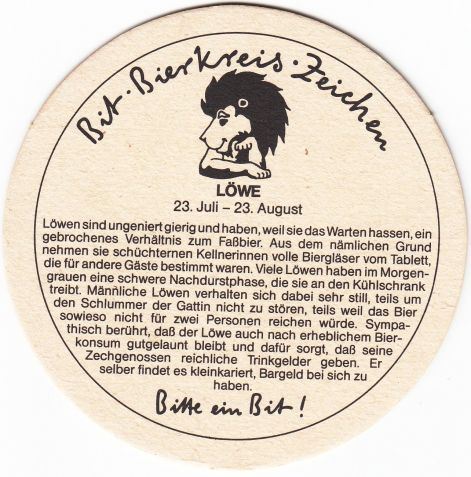 Bit·Bierkreis·Zeichen
LÖWE
23. Juli – 23. August
Löwen sind ungeniert gierig und haben, weil sie das Warten hassen, ein
gebrochenes Verhältnis zum Faßbier. Aus dem nämlichen Grund
nehmen sie schüchternen Kellnerinnen volle Biergläser vom Tablett,
die für andere Gäste bestimmt waren. Viele Löwen haben im Morgen-
grauen eine schwere Nachdurstphase, die sie an den Kühlschrank
treibt. Männliche Löwen verhalten sich dabei sehr still, teils um
den Schlummer der Gattin nicht zu stören, teils weil das Bier
sowieso nicht für zwei Personen reichen würde. Sympa-
thisch berührt, daß der Löwe auch nach erheblichem Bier-
konsum gutgelaunt bleibt und dafür sorgt, daß seine
Zechgenossen reichliche Trinkgelder geben. Er
selber findet es kleinkariert, Bargeld bei sich zu
haben.
Bitte ein Bit!